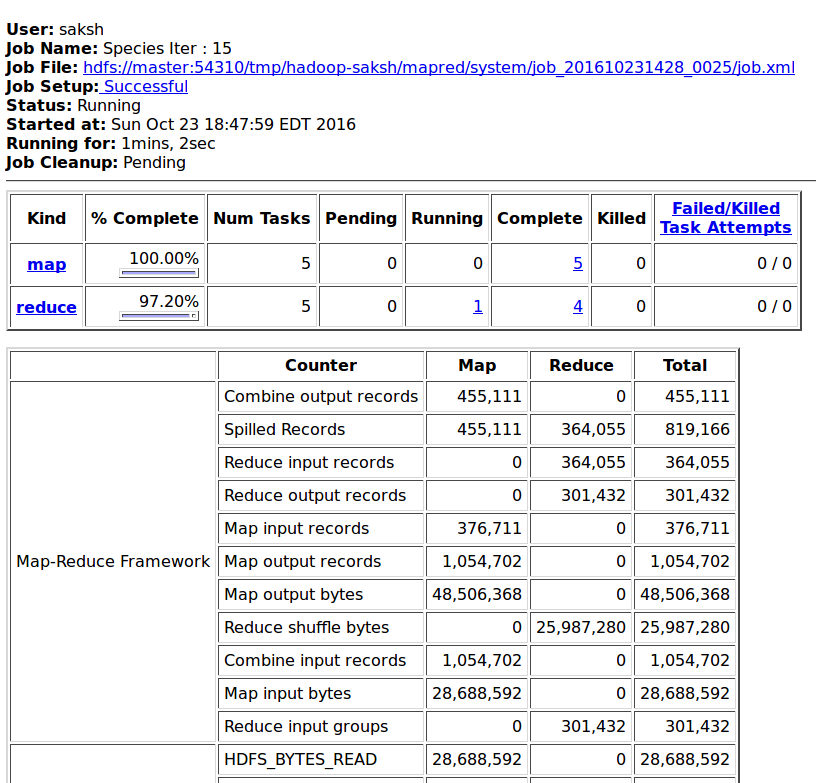 User: saksh
Job Name: Species Iter : 15
Job File: hdfs://master:54310/tmp/hadoop-saksh/mapred/system/job_201610231428_0025/job.xml
Job Setup: Successful
Status: Running
Started at: Sun Oct 23 18:47:59 EDT 2016
Running for: 1mins, 2sec
Job Cleanup: Pending
Kind % Complete Num Tasks Pending Running Complete Killed Failed/Killed Task Attempts
map 100.00% 5 0 0 5 0 0 / 0
reduce 97.20% 5 0 1 4 0 0 / 0
Counter Map Reduce Total
Map-Reduce Framework
Combine output records 455,111 0 455,111
Spilled Records 455,111 364,055 819,166
Reduce input records 0 364,055 364,055
Reduce output records 0 301,432 301,432
Map input records 376,711 0 376,711
Map output records 1,054,702 0 1,054,702
Map output bytes 48,506,368 0 48,506,368
Reduce shuffle bytes 0 25,987,280 25,987,280
Combine input records 1,054,702 0 1,054,702
Map input bytes 28,688,592 0 28,688,592
Reduce input groups 0 301,432 301,432
HDFS_BYTES_READ 28,688,592 0 28,688,592